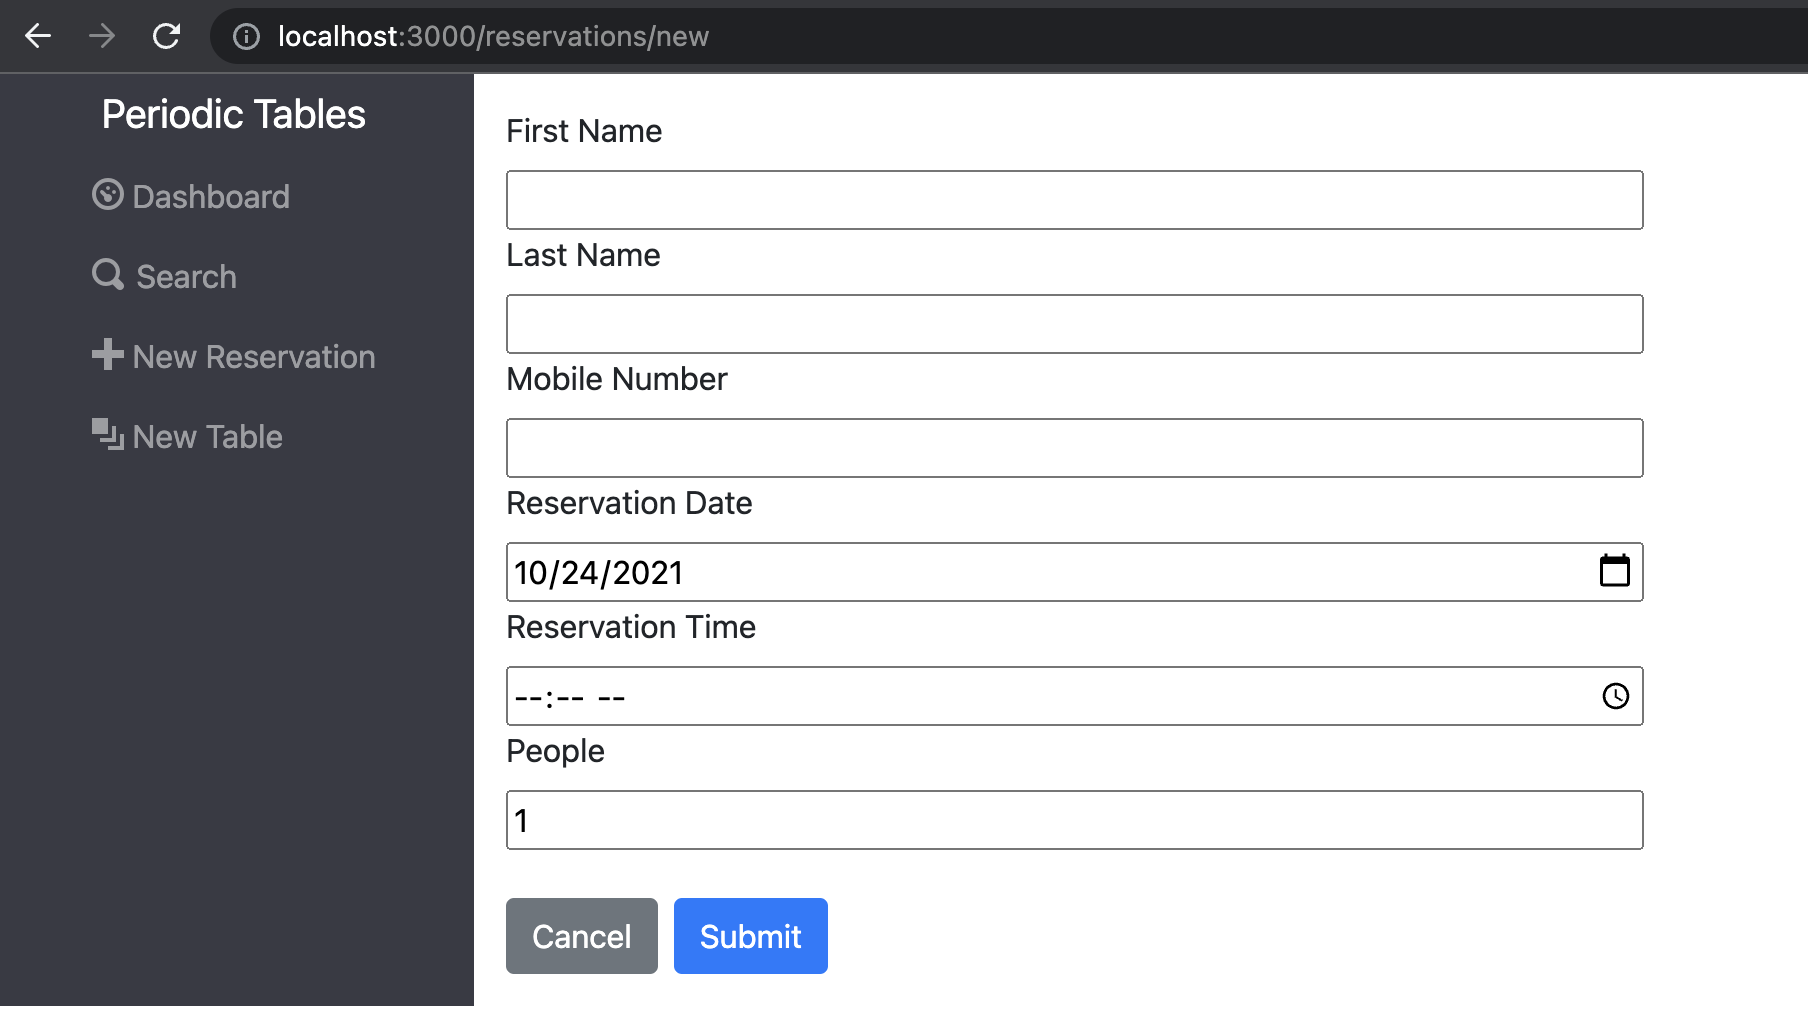 localhost:3000/reservations/new
Periodic Tables
Dashboard
Search
New Reservation
New Table
First Name
Last Name
Mobile Number
Reservation Date
10/24/2021
Reservation Time
--:-- --
People
1
Cancel Submit